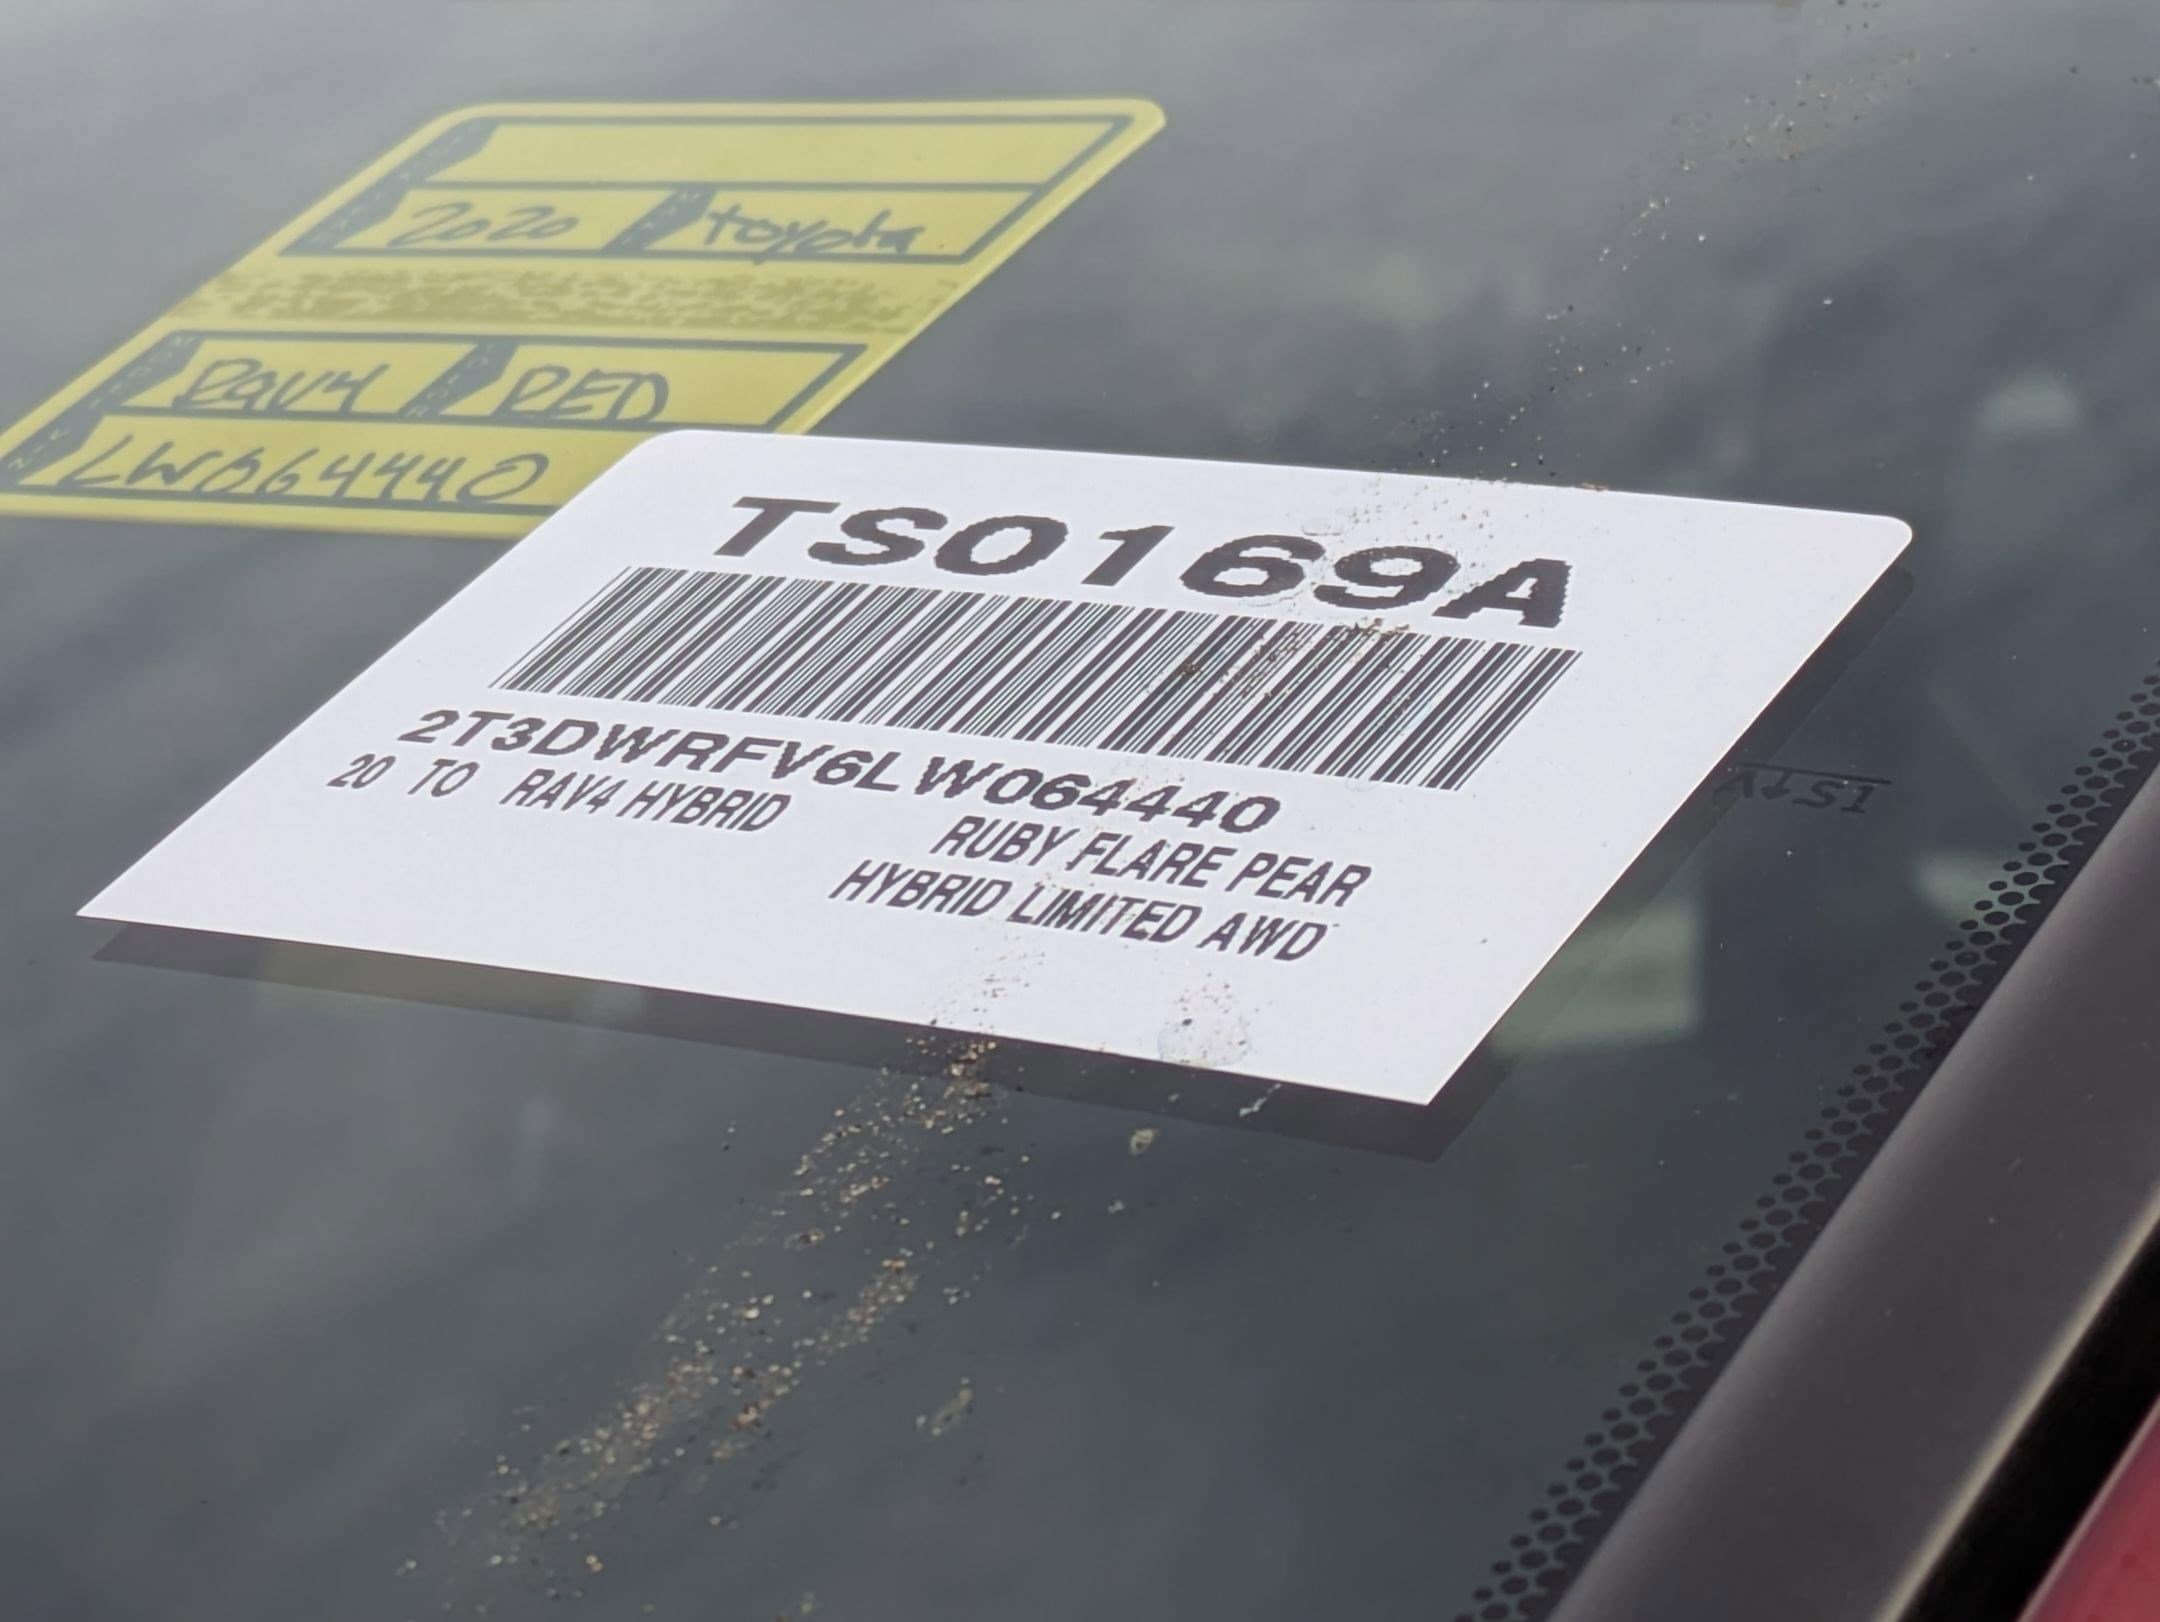 2020 toyota
RAV4 RED
LW064440
TS0169A
2T3DWRFV6LW064440
20 TO RAV4 HYBRID
RUBY FLARE PEAR
HYBRID LIMITED AWD